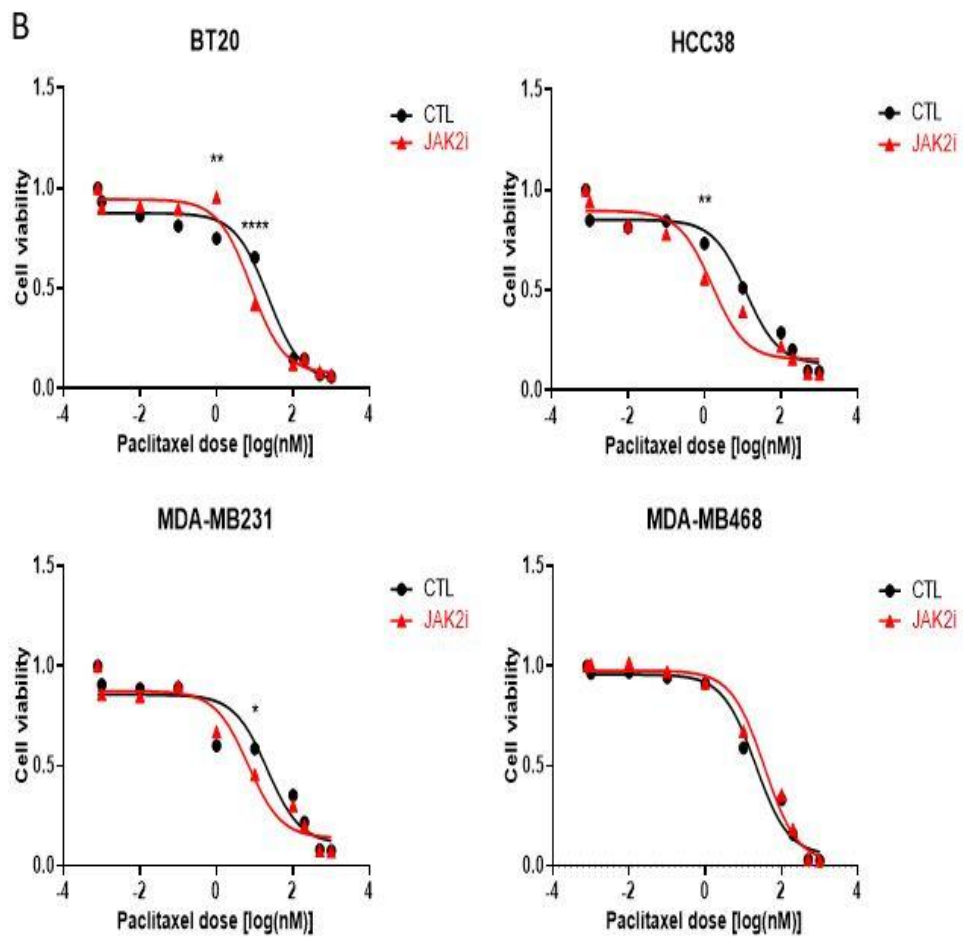 B
BT20
1.5
1.0
0.5
0.0
-4
-2
0
2
4
Cell viability
Paclitaxel dose [log(nM)]
CTL
JAK2i
**
****
HCC38
1.5
1.0
0.5
0.0
-4
-2
0
2
4
Cell viability
Paclitaxel dose [log(nM)]
CTL
JAK2i
**
MDA-MB231
1.5
1.0
0.5
0.0
-4
-2
0
2
4
Cell viability
Paclitaxel dose [log(nM)]
CTL
JAK2i
*
MDA-MB468
1.5
1.0
0.5
0.0
-4
-2
0
2
4
Cell viability
Paclitaxel dose [log(nM)]
CTL
JAK2i